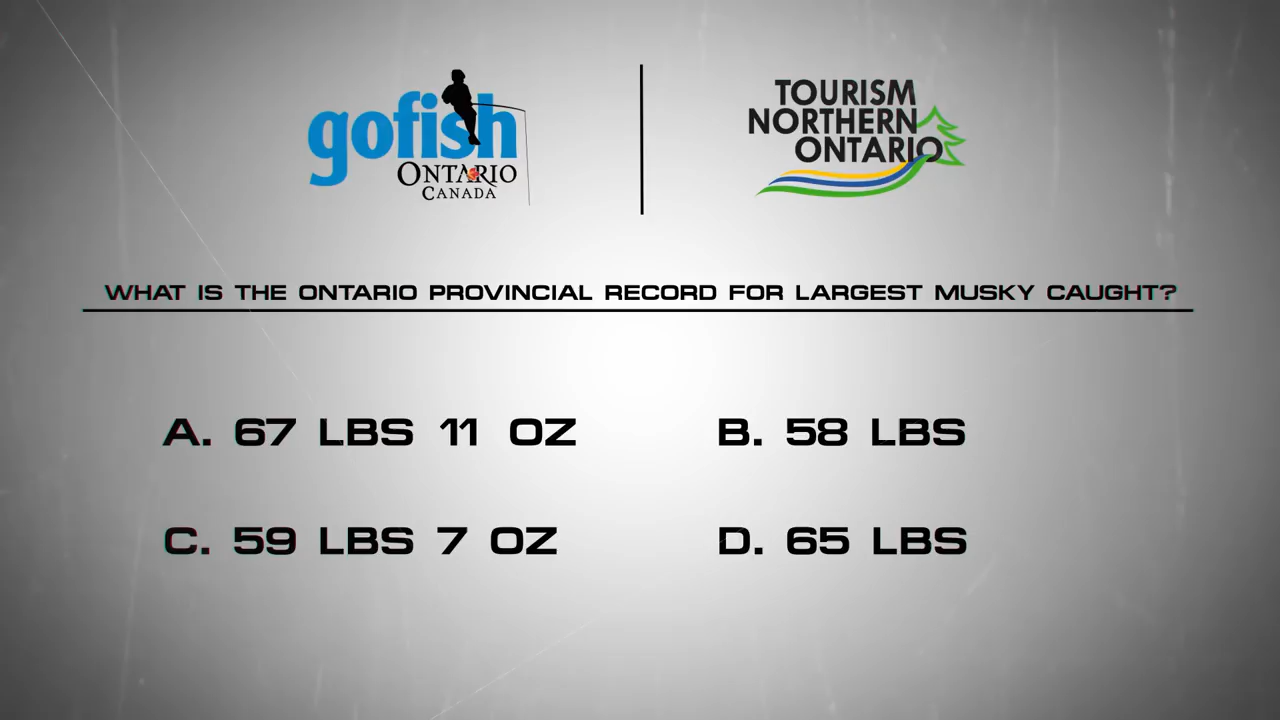 gofish
ONTARIO
CANADA
TOURISM
NORTHERN
ONTARIO
WHAT IS THE ONTARIO PROVINCIAL RECORD FOR LARGEST MUSKY CAUGHT?
A. 67 LBS 11 OZ
B. 58 LBS
C. 59 LBS 7 OZ
D. 65 LBS